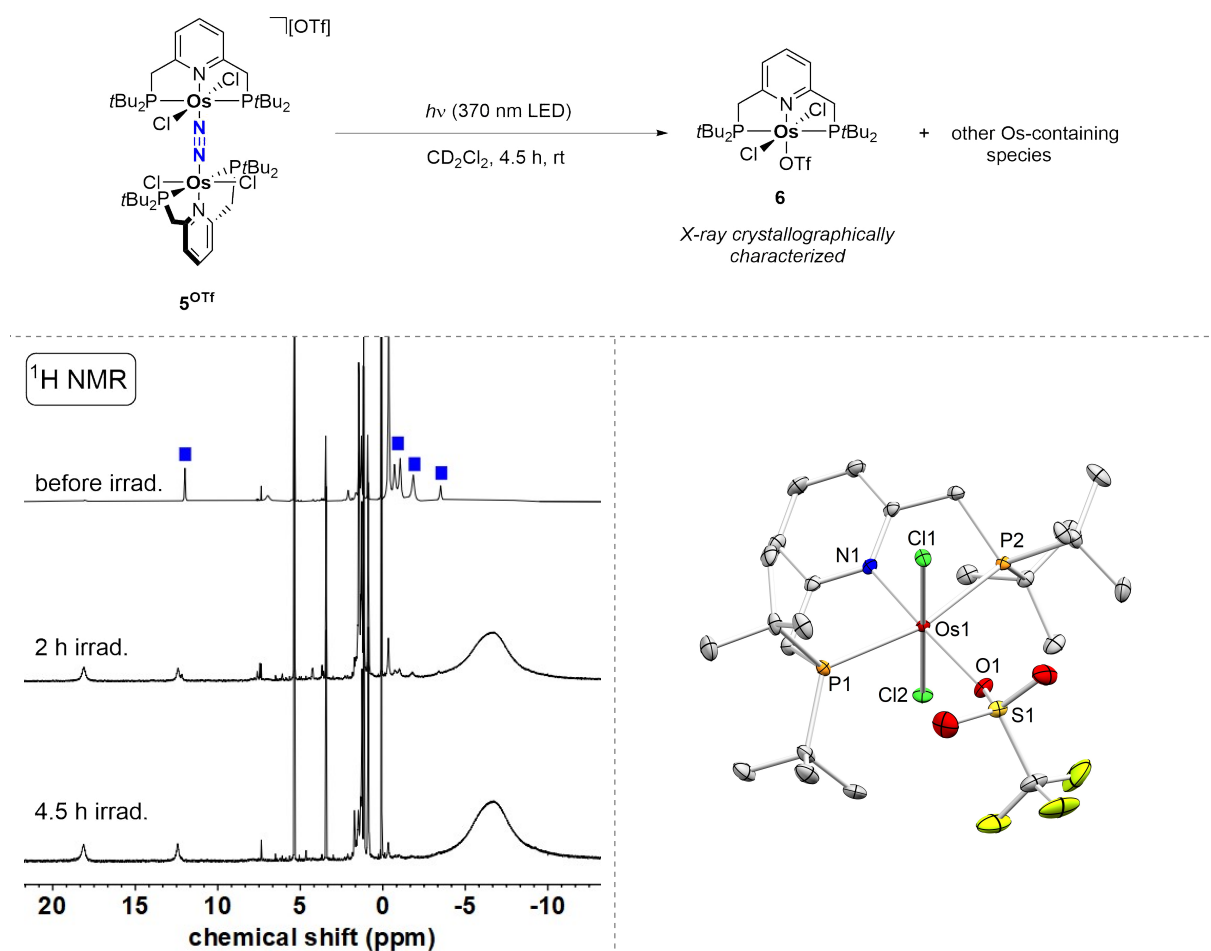 ⎤[OTf]
N
Cl
tBu₂P Os PtBu₂
Cl
N
N
PtBu₂
Cl Os Cl
tBu₂P
N
5ᴼᵀᶠ
hν (370 nm LED)
CD₂Cl₂, 4.5 h, rt
N
Cl
tBu₂P Os PtBu₂
Cl
OTf
6
X-ray crystallographically
characterized
+ other Os-containing
species
¹H NMR
before irrad.
2 h irrad.
4.5 h irrad.
20 15 10 5 0 -5 -10
chemical shift (ppm)
Cl1
P2
N1
Os1
O1
P1
Cl2
S1